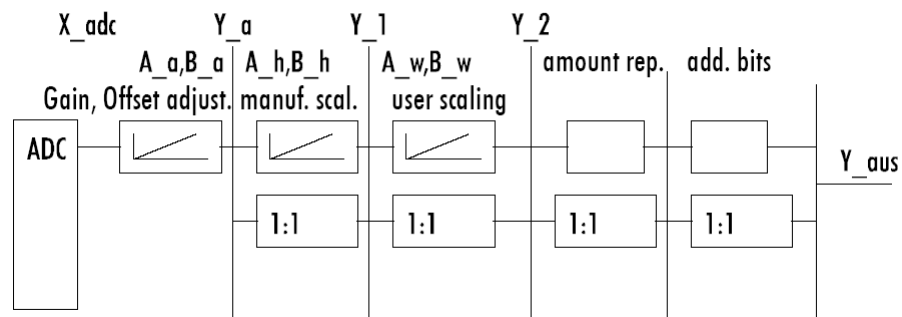 X_adc Y_a Y_1 Y_2
A_a,B_a A_h,B_h A_w,B_w amount rep. add. bits
Gain, Offset adjust. manuf. scal. user scaling
ADC
Y_aus
1:1 1:1 1:1 1:1